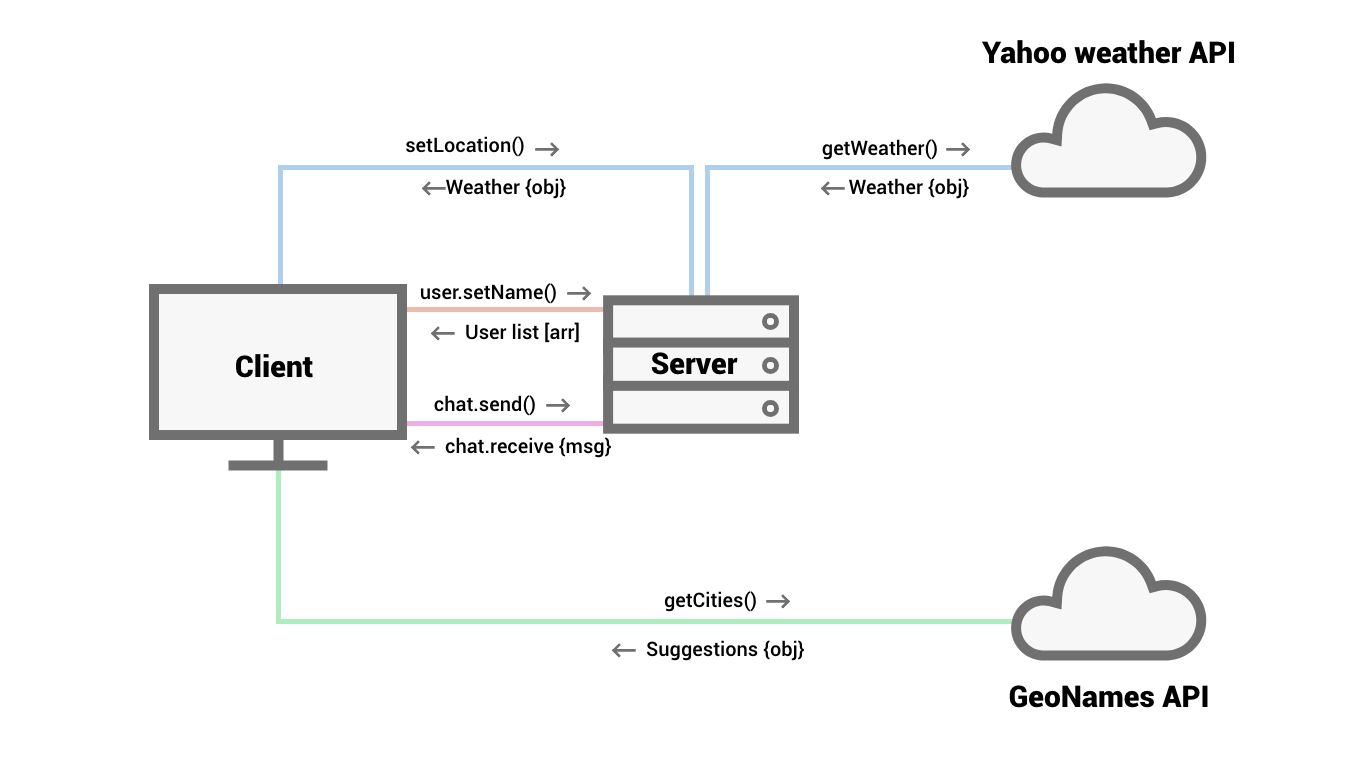 Yahoo weather API
setLocation()
getWeather()
Weather {obj}
Weather {obj}
user.setName()
User list [arr]
Client
Server
chat.send()
chat.receive {msg}
getCities()
Suggestions {obj}
GeoNames API